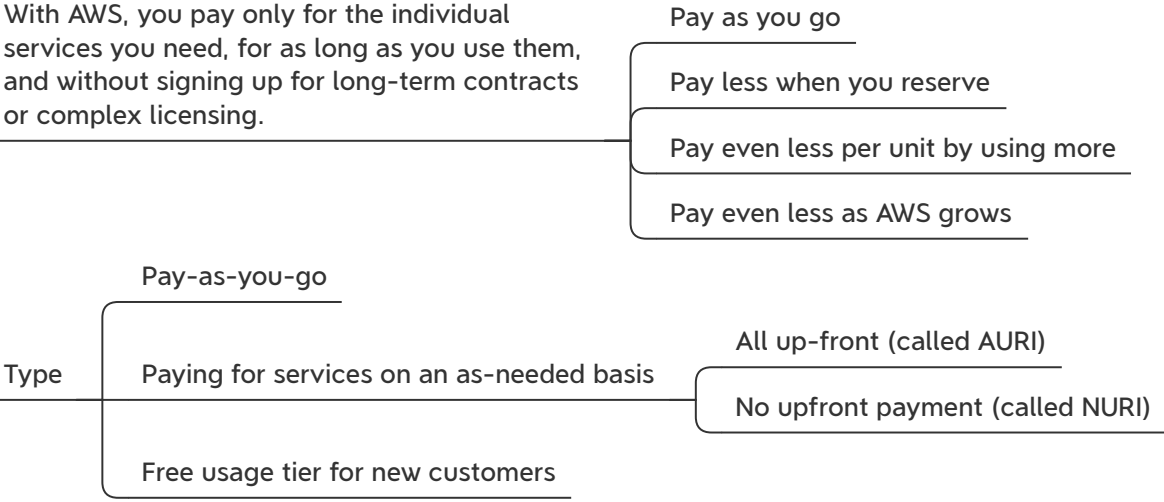 With AWS, you pay only for the individual
services you need, for as long as you use them,
and without signing up for long-term contracts
or complex licensing.
Pay as you go
Pay less when you reserve
Pay even less per unit by using more
Pay even less as AWS grows
Type
Pay-as-you-go
Paying for services on an as-needed basis
All up-front (called AURI)
No upfront payment (called NURI)
Free usage tier for new customers